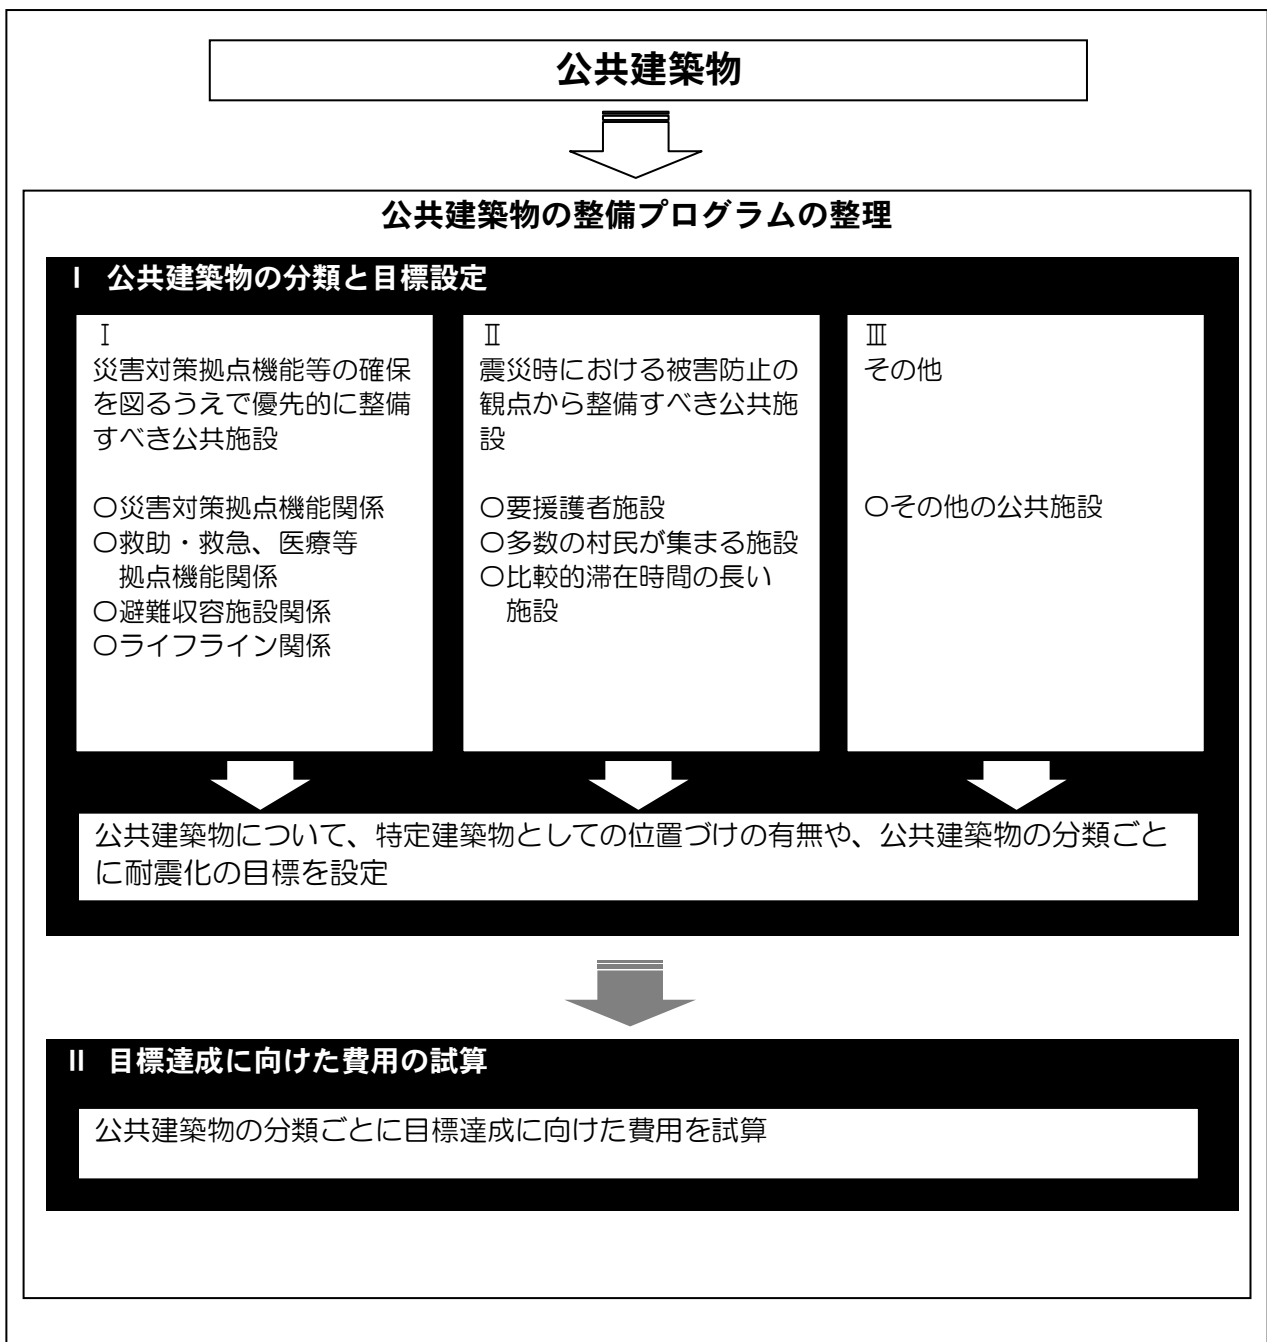 公共建築物
公共建築物の整備プログラムの整理
Ⅰ 公共建築物の分類と目標設定
Ⅰ
災害対策拠点機能等の確保
を図るうえで優先的に整備
すべき公共施設
○災害対策拠点機能関係
○救助・救急、医療等
拠点機能関係
○避難収容施設関係
○ライフライン関係
Ⅱ
震災時における被害防止の
観点から整備すべき公共施
設
○要援護者施設
○多数の村民が集まる施設
○比較的滞在時間の長い
施設
Ⅲ
その他
○その他の公共施設
公共建築物について、特定建築物としての位置づけの有無や、公共建築物の分類ごと
に耐震化の目標を設定
Ⅱ 目標達成に向けた費用の試算
公共建築物の分類ごとに目標達成に向けた費用を試算